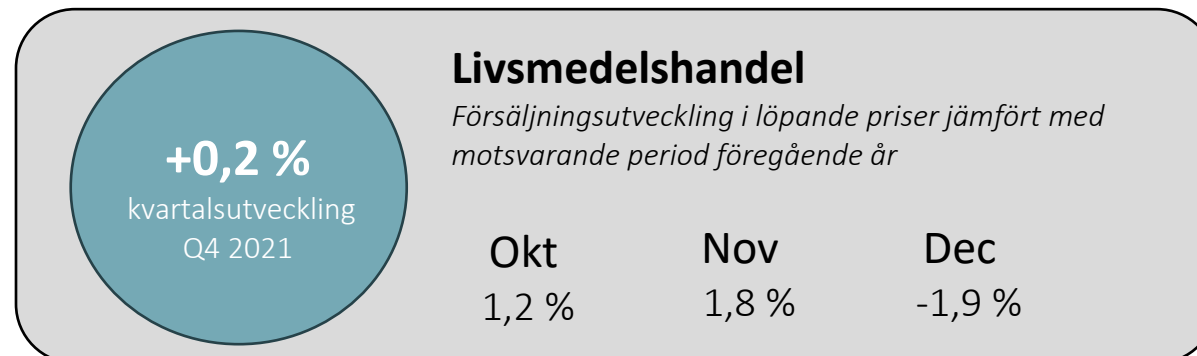 +0,2 %
kvartalsutveckling
Q4 2021
Livsmedelshandel
Försäljningsutveckling i löpande priser jämfört med
motsvarande period föregående år
Okt Nov Dec
1,2 % 1,8 % -1,9 %